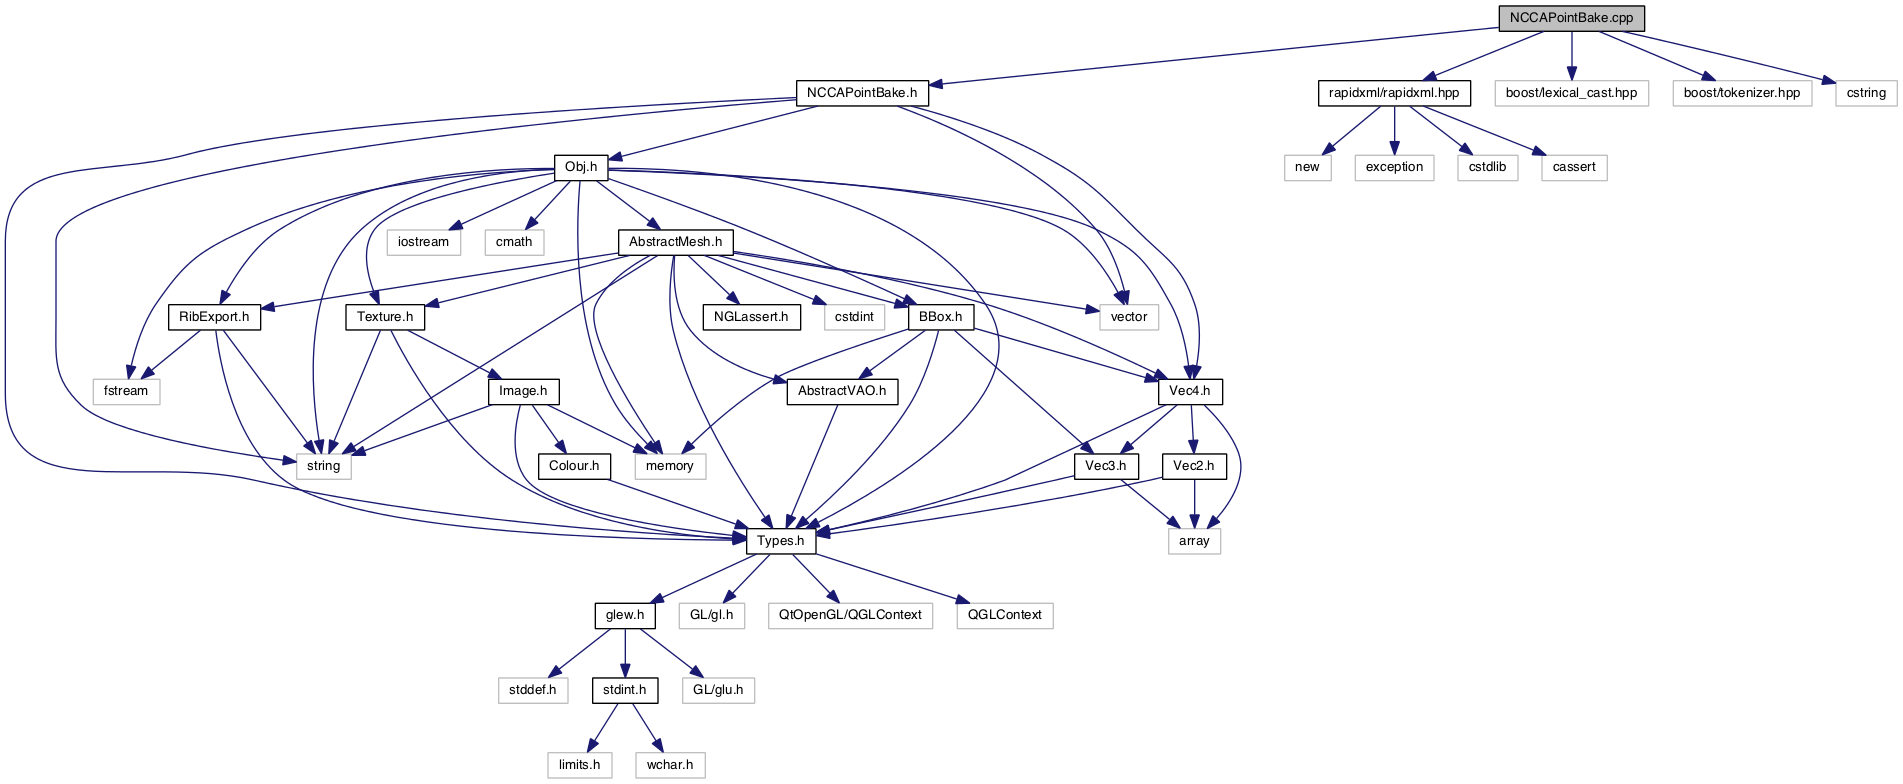 NCCAPointBake.cpp
NCCAPointBake.h
rapidxml/rapidxml.hpp
boost/lexical_cast.hpp
boost/tokenizer.hpp
cstring
Obj.h
new
exception
cstdlib
cassert
iostream
cmath
AbstractMesh.h
RibExport.h
Texture.h
NGLassert.h
cstdint
BBox.h
vector
fstream
Image.h
AbstractVAO.h
Vec4.h
string
Colour.h
memory
Vec3.h
Vec2.h
Types.h
array
glew.h
GL/gl.h
QtOpenGL/QGLContext
QGLContext
stddef.h
stdint.h
GL/glu.h
limits.h
wchar.h